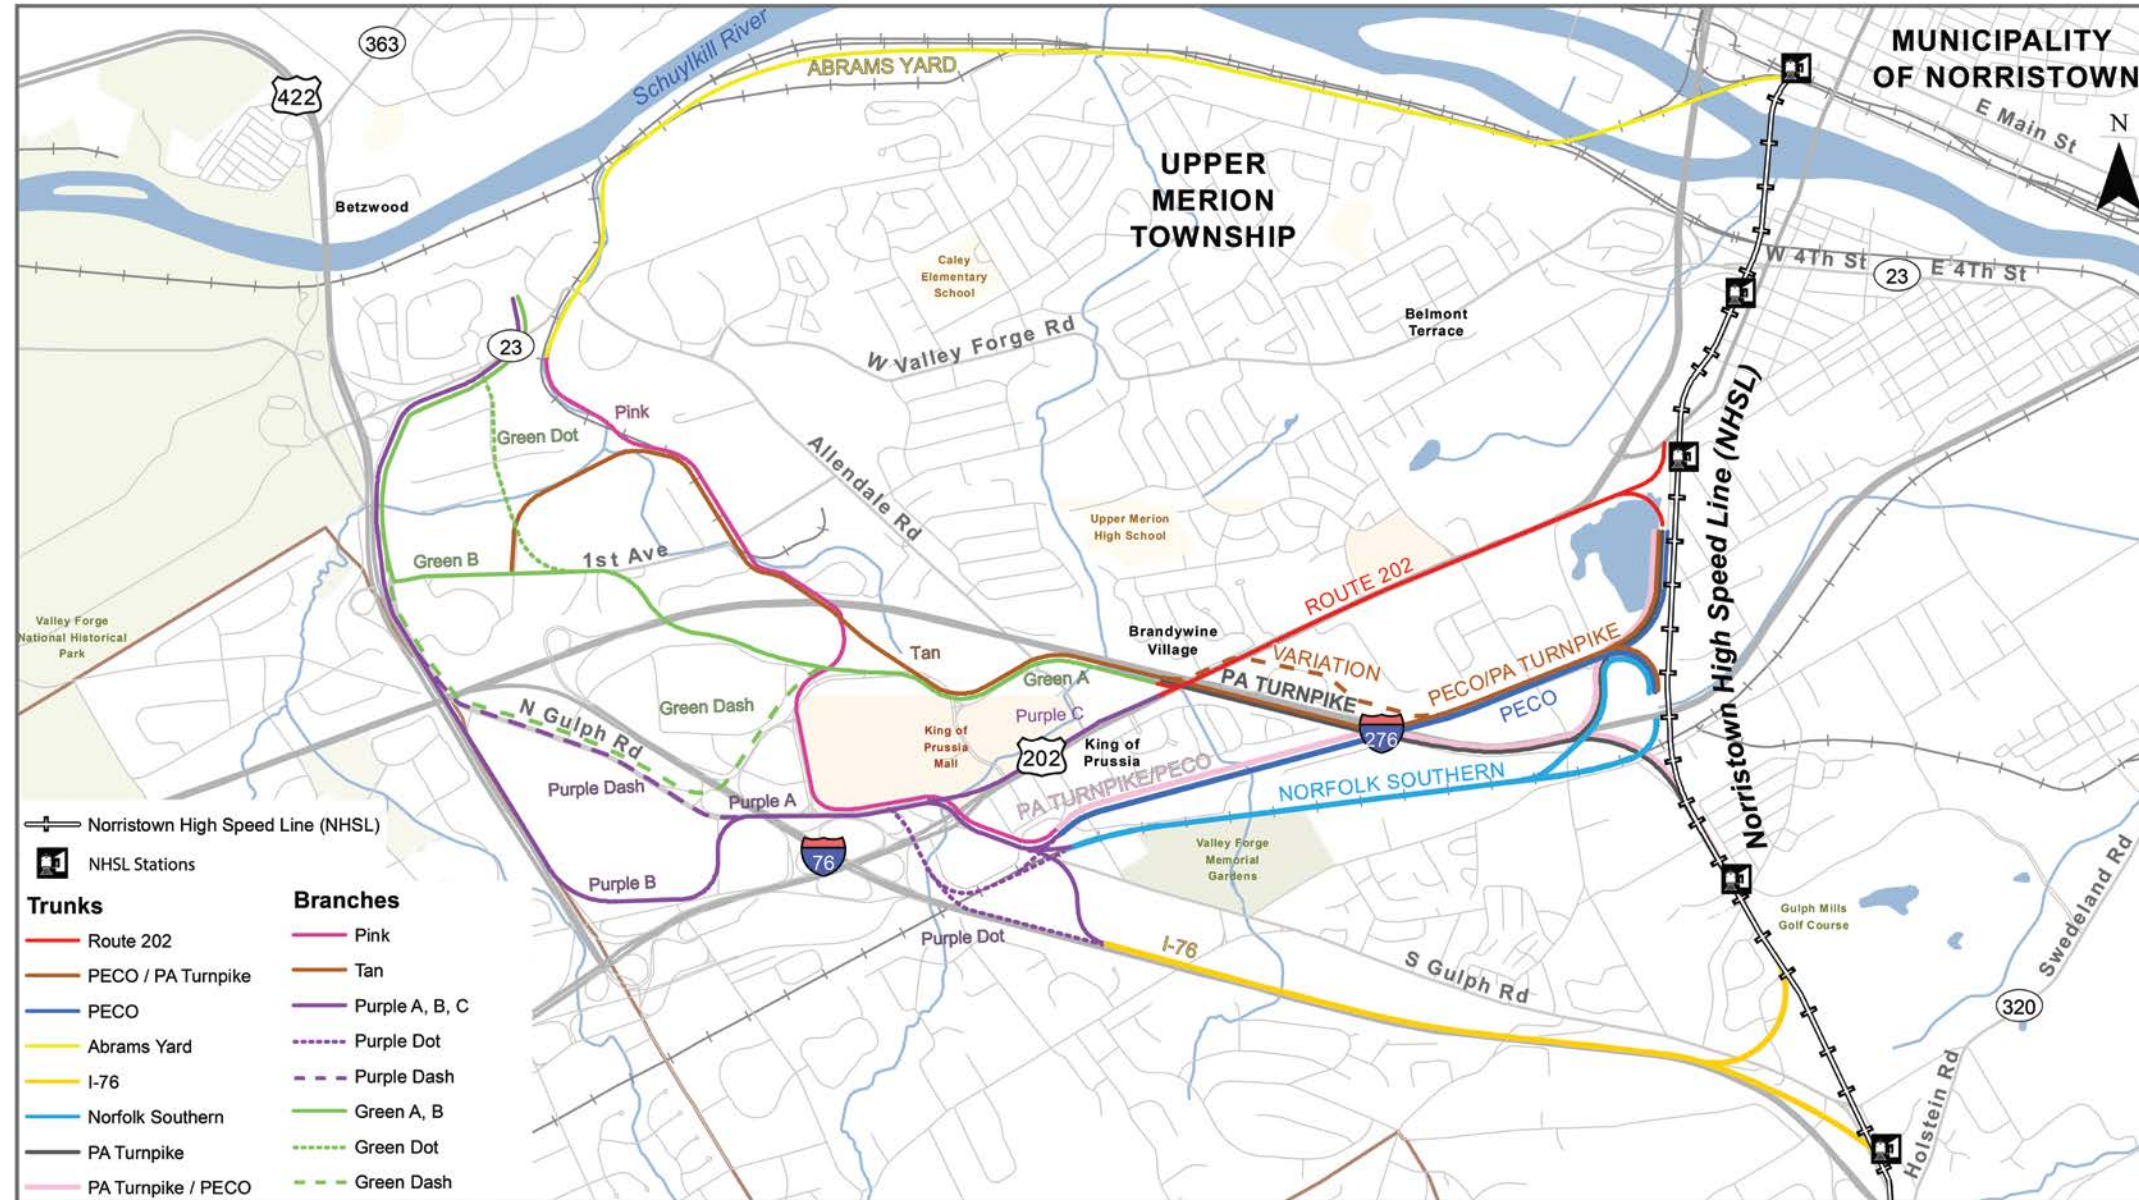 363
422
Schuylkill River
ABRAMS YARD
MUNICIPALITY
OF NORRISTOWN
E Main St
N
Betzwood
UPPER
MERION
TOWNSHIP
Caley
Elementary
School
W 4Th St
23
E 4Th St
23
W Valley Forge Rd
Belmont
Terrace
Pink
Green Dot
Allendale Rd
Norristown High Speed Line (NHSL)
Green B
1st Ave
Upper Merion
High School
ROUTE 202
Valley Forge
National Historical
Park
Brandywine
Village
Tan
VARIATION
PECO/PA TURNPIKE
Green A
PA TURNPIKE
PECO
Green Dash
N Gulph Rd
Purple C
276
King of
Prussia
Mall
202
King of
Prussia
PA TURNPIKE/PECO
NORFOLK SOUTHERN
Norristown High Speed Line (NHSL)
Purple Dash
Purple A
76
Purple B
Valley Forge
Memorial
Gardens
Gulph Mills
Golf Course
Swedeland Rd
Purple Dot
I-76
S Gulph Rd
320
Holstein Rd
Norristown High Speed Line (NHSL)
NHSL Stations
Trunks
Route 202
PECO / PA Turnpike
PECO
Abrams Yard
I-76
Norfolk Southern
PA Turnpike
PA Turnpike / PECO
Branches
Pink
Tan
Purple A, B, C
Purple Dot
Purple Dash
Green A, B
Green Dot
Green Dash